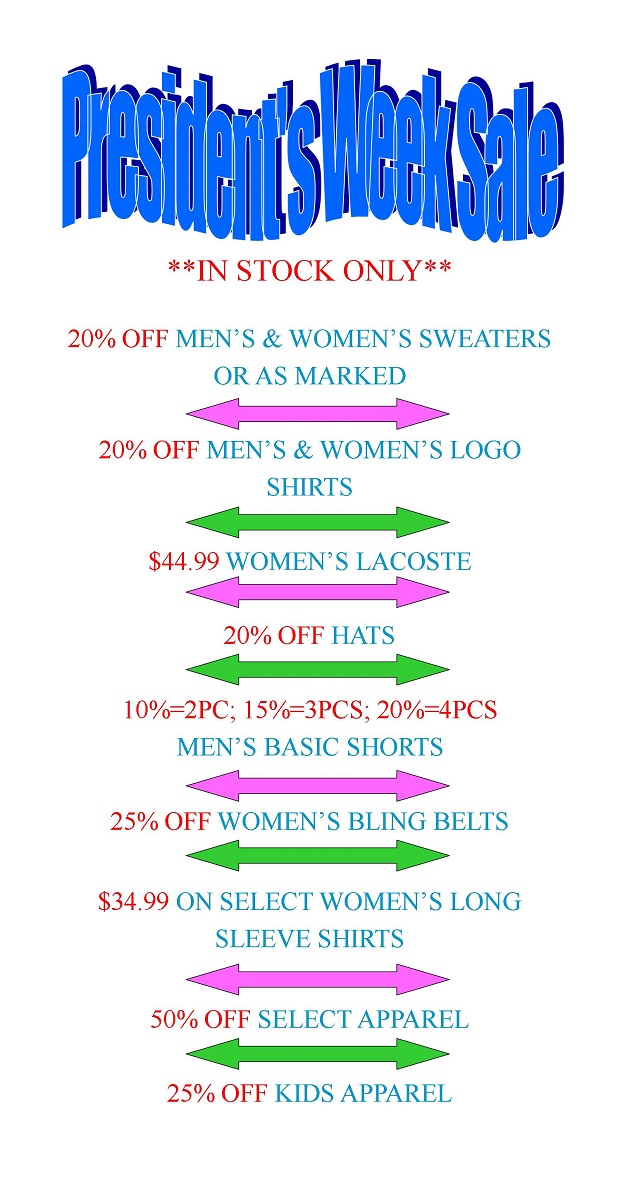 President's Week Sale
**IN STOCK ONLY**
20% OFF MEN’S & WOMEN’S SWEATERS
OR AS MARKED
20% OFF MEN’S & WOMEN’S LOGO
SHIRTS
$44.99 WOMEN’S LACOSTE
20% OFF HATS
10%=2PC; 15%=3PCS; 20%=4PCS
MEN’S BASIC SHORTS
25% OFF WOMEN’S BLING BELTS
$34.99 ON SELECT WOMEN’S LONG
SLEEVE SHIRTS
50% OFF SELECT APPAREL
25% OFF KIDS APPAREL